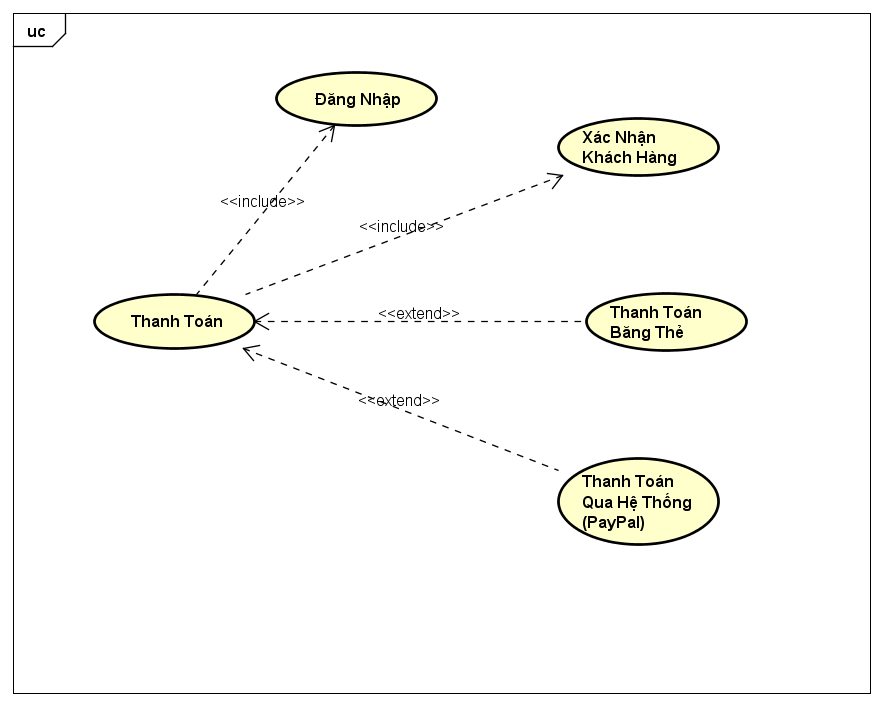 uc
Đăng Nhập
Xác Nhận
Khách Hàng
<<include>>
<<include>>
Thanh Toán
<<extend>>
Thanh Toán
Băng Thẻ
<<extend>>
Thanh Toán
Qua Hệ Thống
(PayPal)